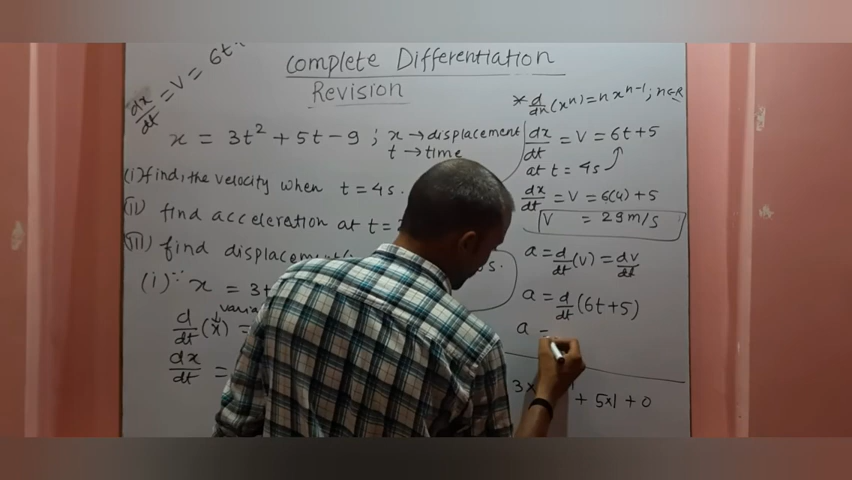 Complete Differentiation
Revision
dx/dt = V = 6t
x = 3t² + 5t - 9 ; x → displacement
t → time
(i) find, the velocity when t = 4s.
(ii) find acceleration at t =
(iii) find displacement
s.
(i) ∵ x = 3t
d/dt (x) =
dx/dt =
* d/dx (xⁿ) = n xⁿ⁻¹ ; n∈R
dx/dt = V = 6t + 5
at t = 4s
dx/dt = V = 6(4) + 5
V = 29 m/s
a = d/dt (v) = dv/dt
a = d/dt (6t + 5)
a =
3x
+ 5x1 + 0